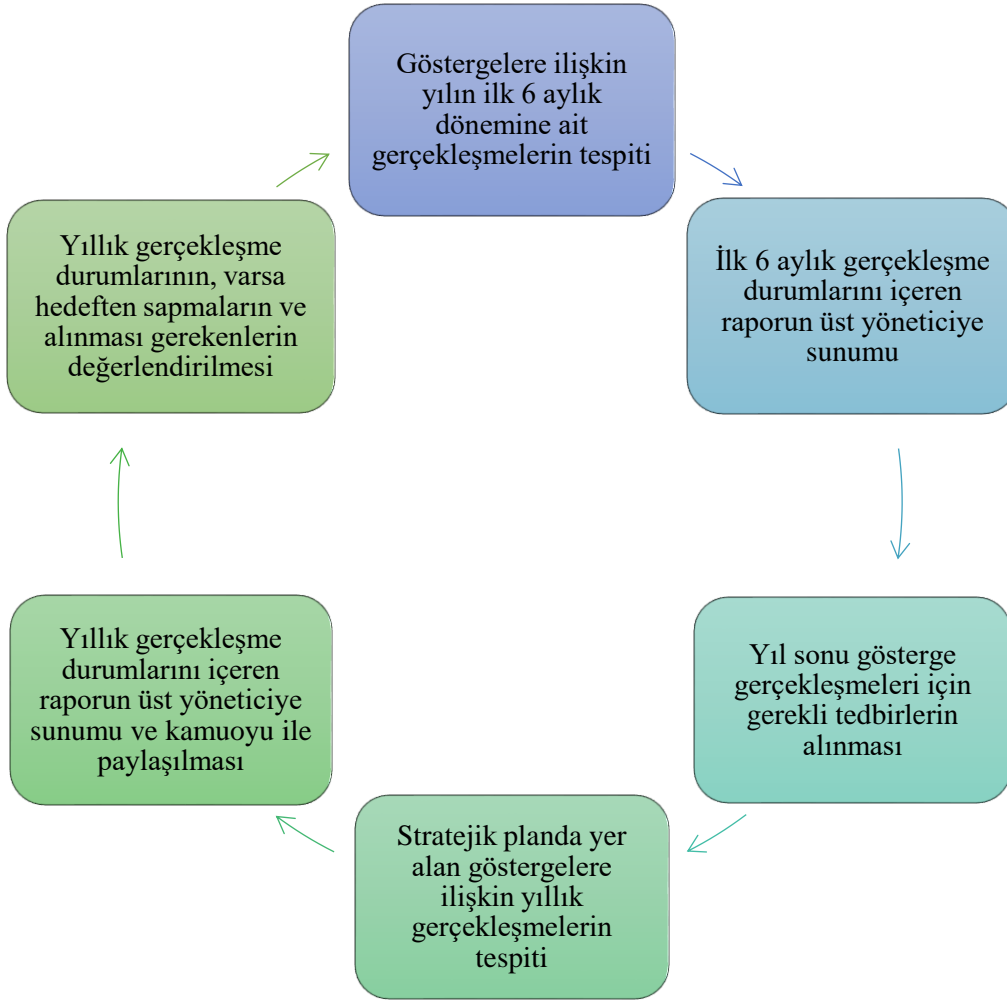 Göstergelere ilişkin
yılın ilk 6 aylık
dönemine ait
gerçekleşmelerin tespiti
İlk 6 aylık gerçekleşme
durumlarını içeren
raporun üst yöneticiye
sunumu
Yıl sonu gösterge
gerçekleşmeleri için
gerekli tedbirlerin
alınması
Stratejik planda yer
alan göstergelere
ilişkin yıllık
gerçekleşmelerin
tespiti
Yıllık gerçekleşme
durumlarını içeren
raporun üst yöneticiye
sunumu ve kamuoyu ile
paylaşılması
Yıllık gerçekleşme
durumlarının, varsa
hedeften sapmaların ve
alınması gerekenlerin
değerlendirilmesi